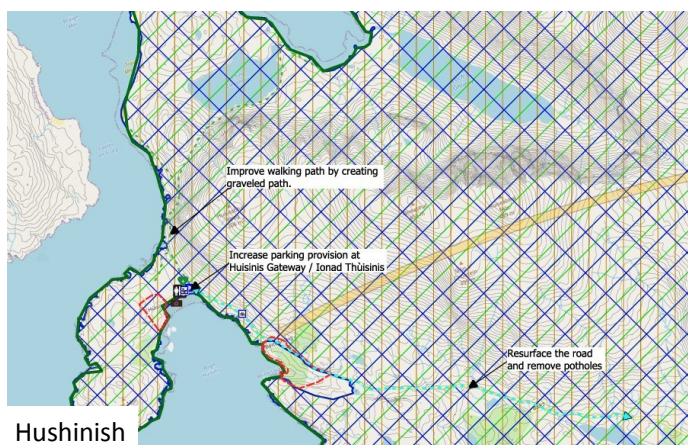 Improve walking path by creating
graveled path.
Increase parking provision at
Huisinis Gateway / Ionad Thùisinis
Resurface the road
and remove potholes
Hushinish